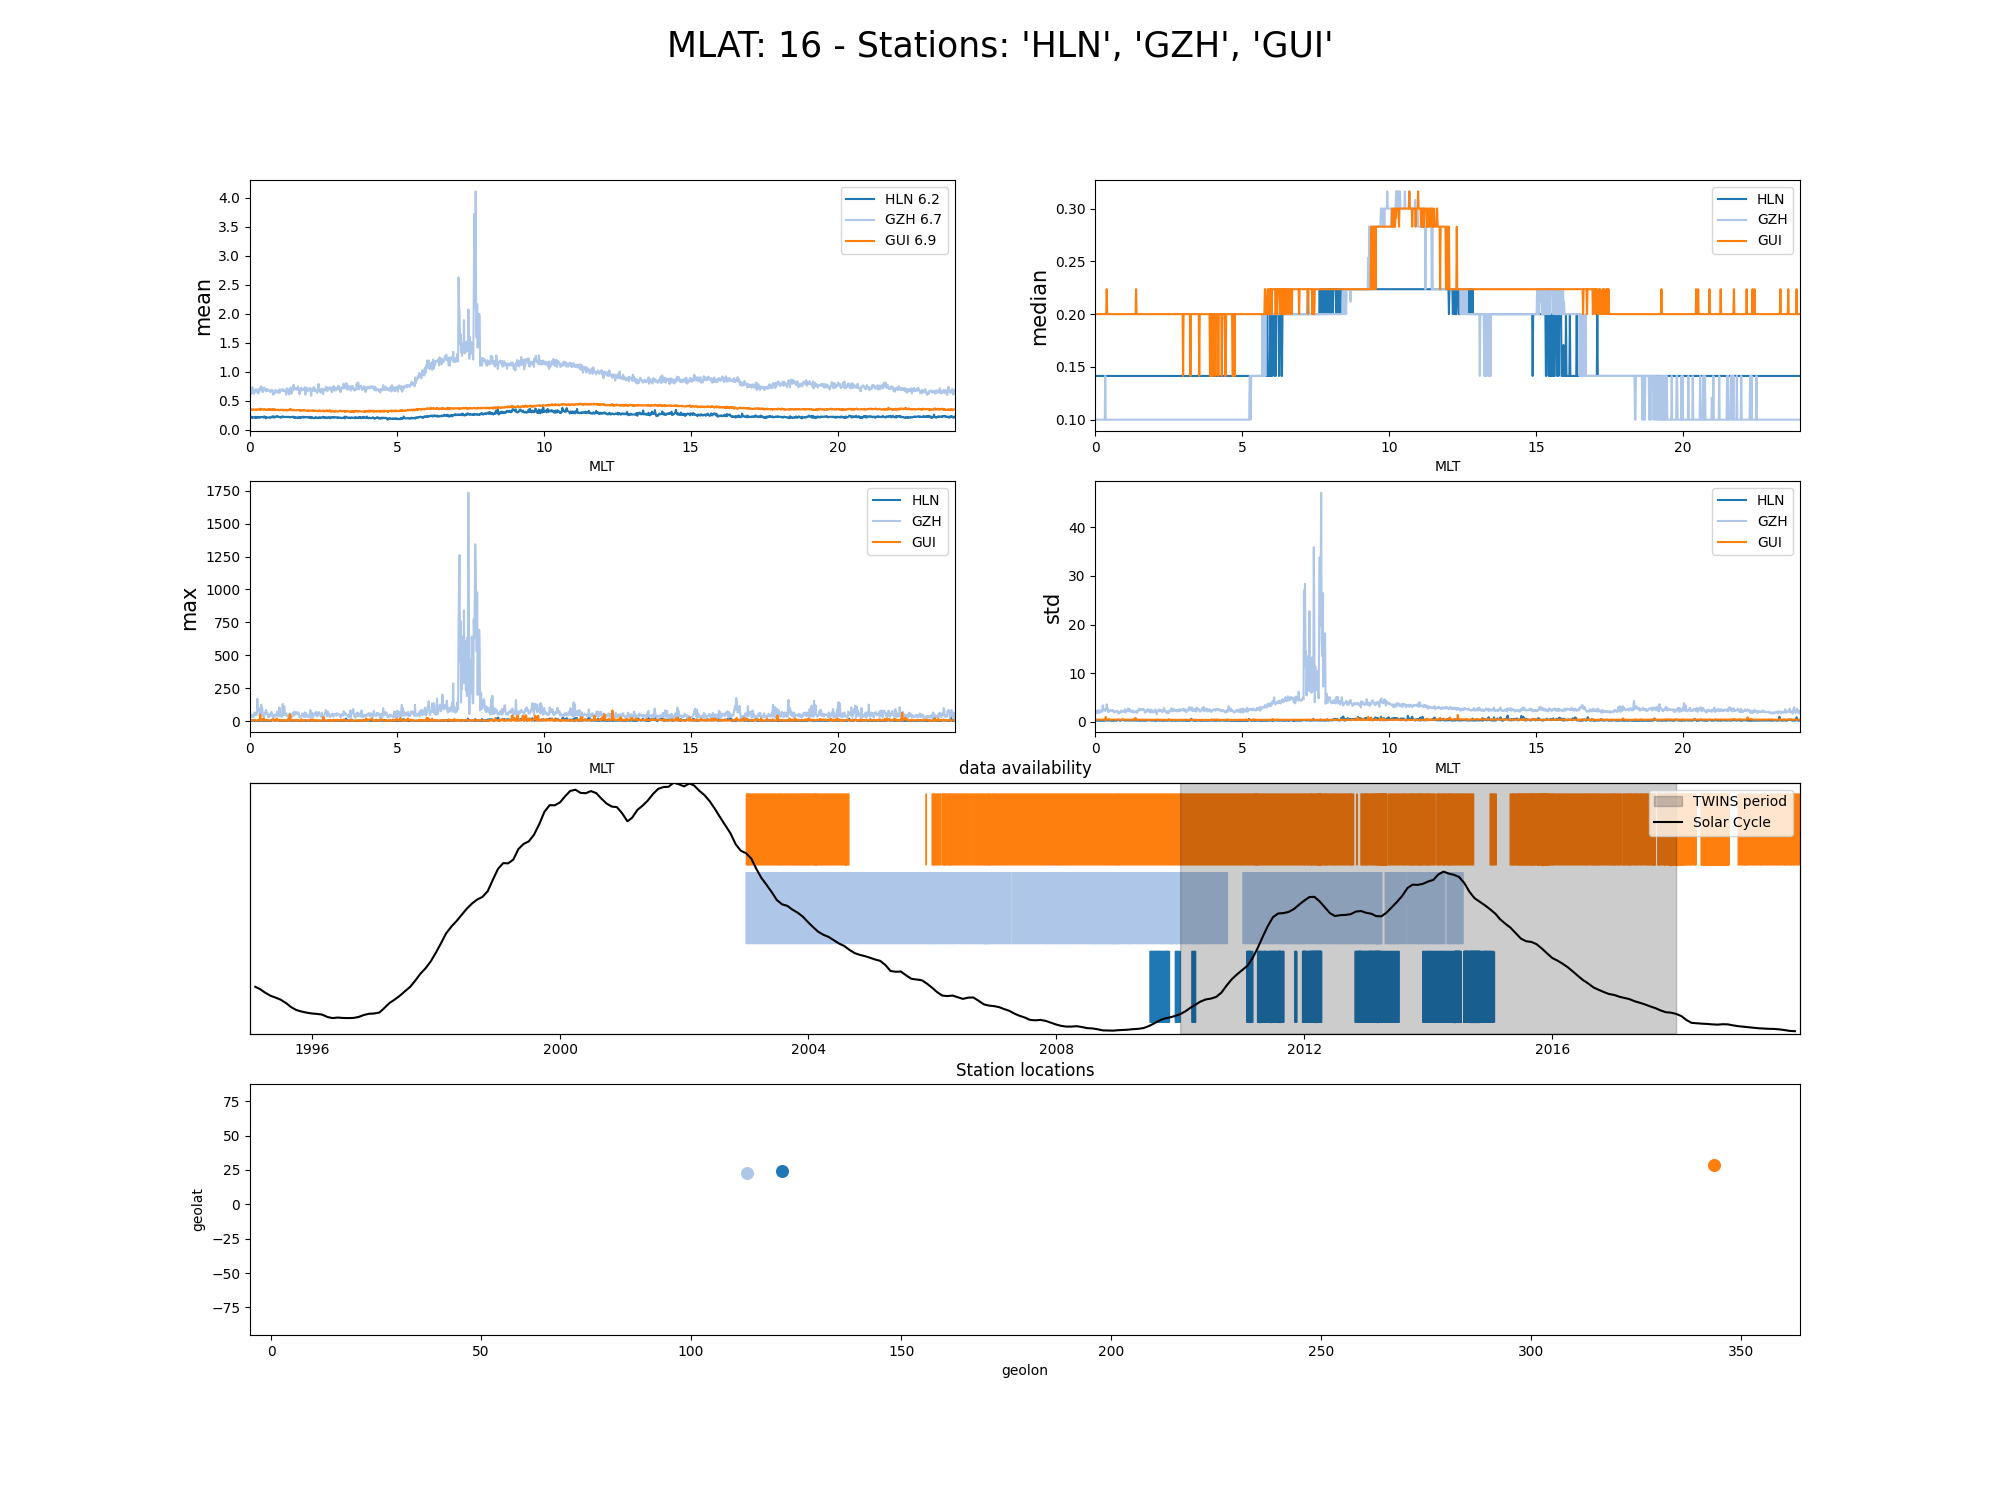 MLAT: 16 - Stations: 'HLN', 'GZH', 'GUI'
mean
4.0
3.5
3.0
2.5
2.0
1.5
1.0
0.5
0.0
HLN 6.2
GZH 6.7
GUI 6.9
0 5 10 15 20
MLT
median
0.30
0.25
0.20
0.15
0.10
HLN
GZH
GUI
0 5 10 15 20
MLT
max
1750
1500
1250
1000
750
500
250
0
HLN
GZH
GUI
0 5 10 15 20
MLT
std
40
30
20
10
0
HLN
GZH
GUI
0 5 10 15 20
MLT
data availability
TWINS period
Solar Cycle
1996 2000 2004 2008 2012 2016
Station locations
geolat
75
50
25
0
−25
−50
−75
0 50 100 150 200 250 300 350
geolon